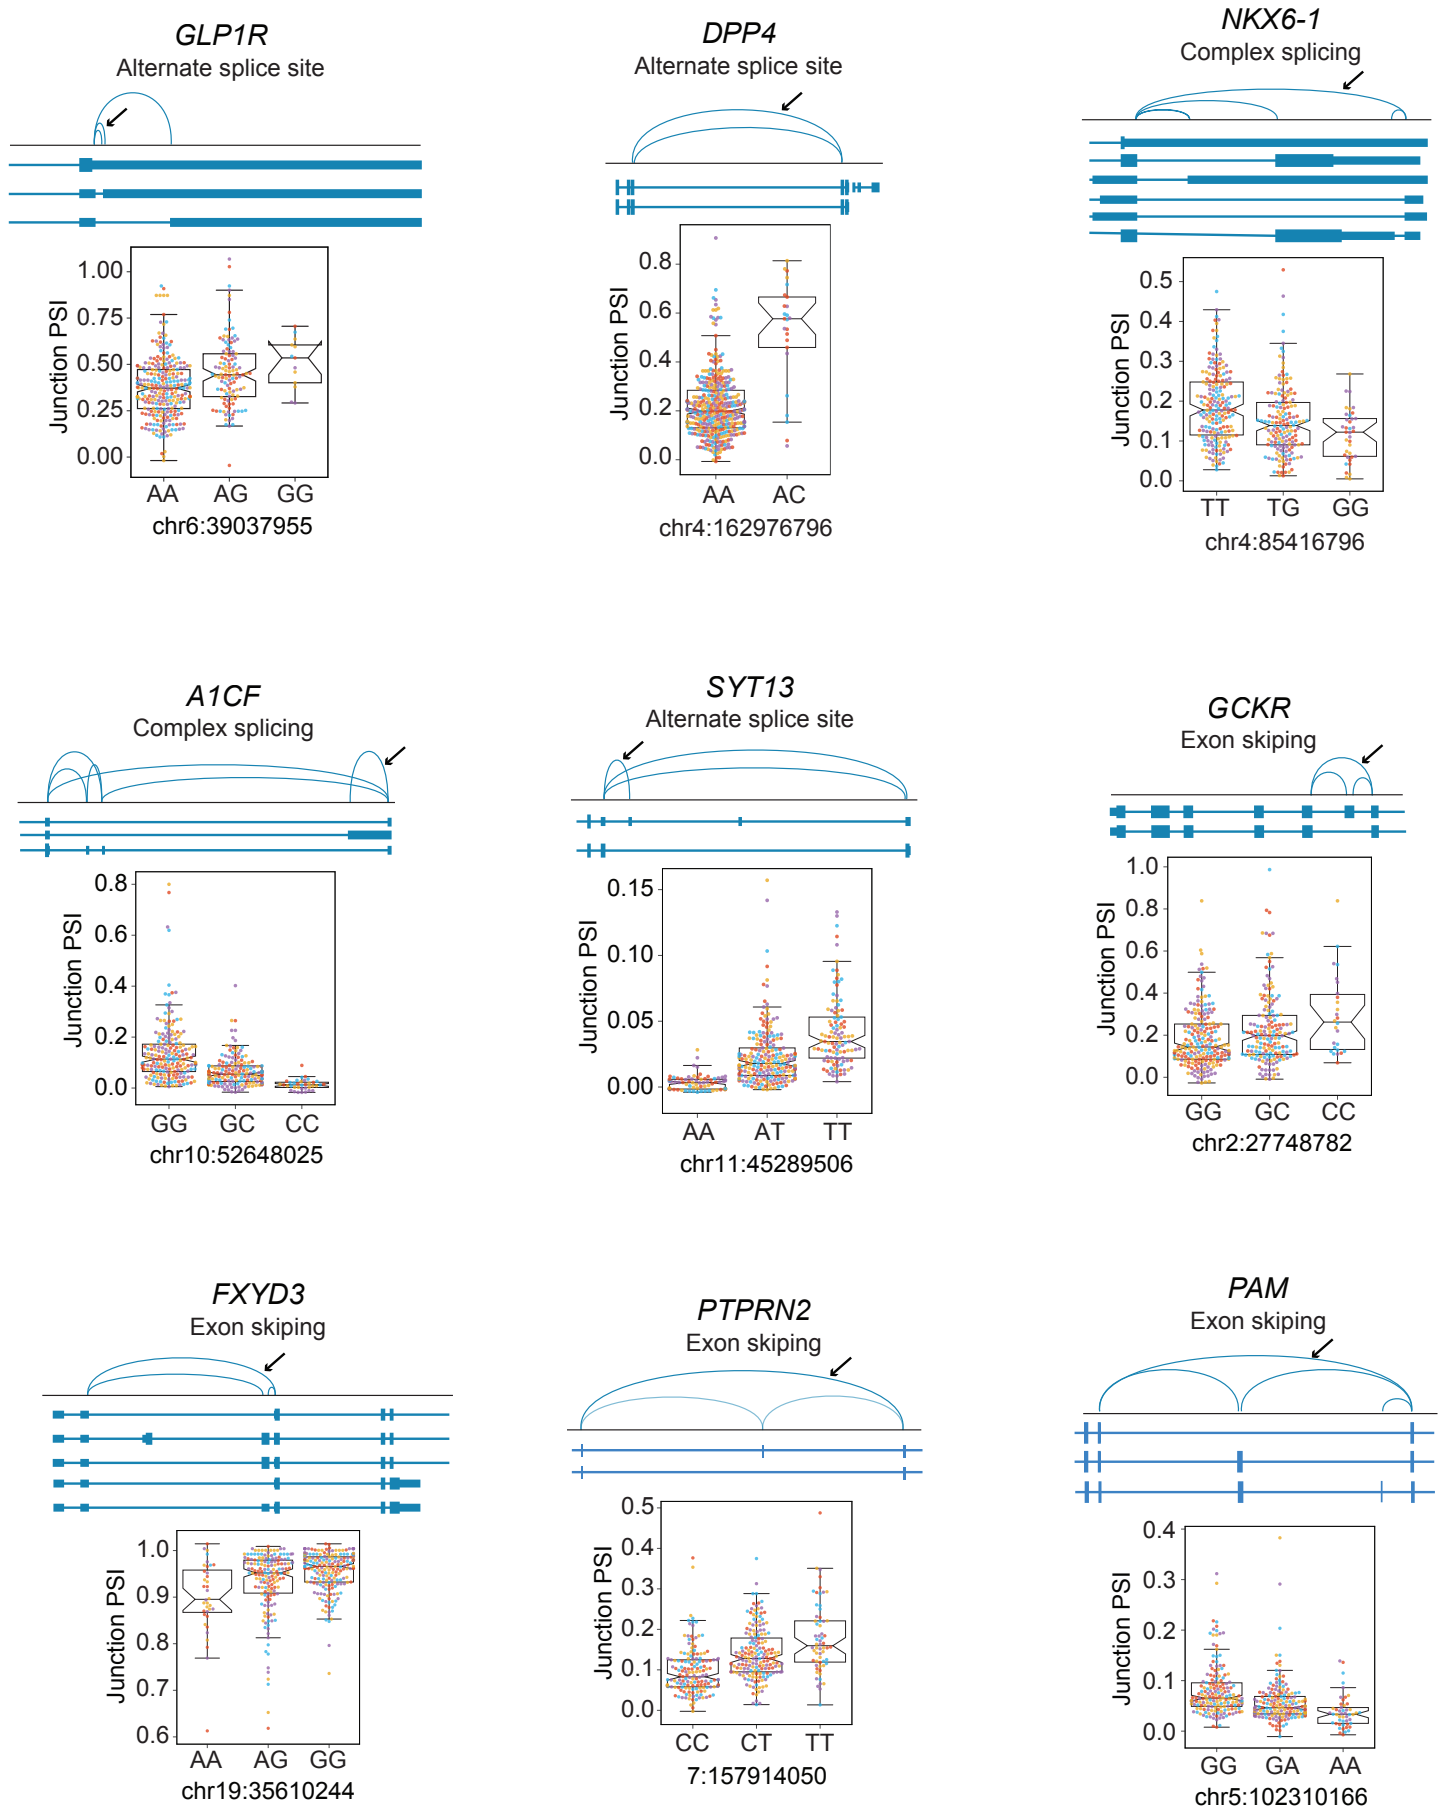 GLP1R
Alternate splice site
Junction PSI
1.00
0.75
0.50
0.25
0.00
AA AG GG
chr6:39037955
DPP4
Alternate splice site
Junction PSI
0.8
0.6
0.4
0.2
0.0
AA AC
chr4:162976796
NKX6-1
Complex splicing
Junction PSI
0.5
0.4
0.3
0.2
0.1
0.0
TT TG GG
chr4:85416796
A1CF
Complex splicing
Junction PSI
0.8
0.6
0.4
0.2
0.0
GG GC CC
chr10:52648025
SYT13
Alternate splice site
Junction PSI
0.15
0.10
0.05
0.00
AA AT TT
chr11:45289506
GCKR
Exon skiping
Junction PSI
1.0
0.8
0.6
0.4
0.2
0.0
GG GC CC
chr2:27748782
FXYD3
Exon skiping
Junction PSI
1.0
0.9
0.8
0.7
0.6
AA AG GG
chr19:35610244
PTPRN2
Exon skiping
Junction PSI
0.5
0.4
0.3
0.2
0.1
0.0
CC CT TT
7:157914050
PAM
Exon skiping
Junction PSI
0.4
0.3
0.2
0.1
0.0
GG GA AA
chr5:102310166